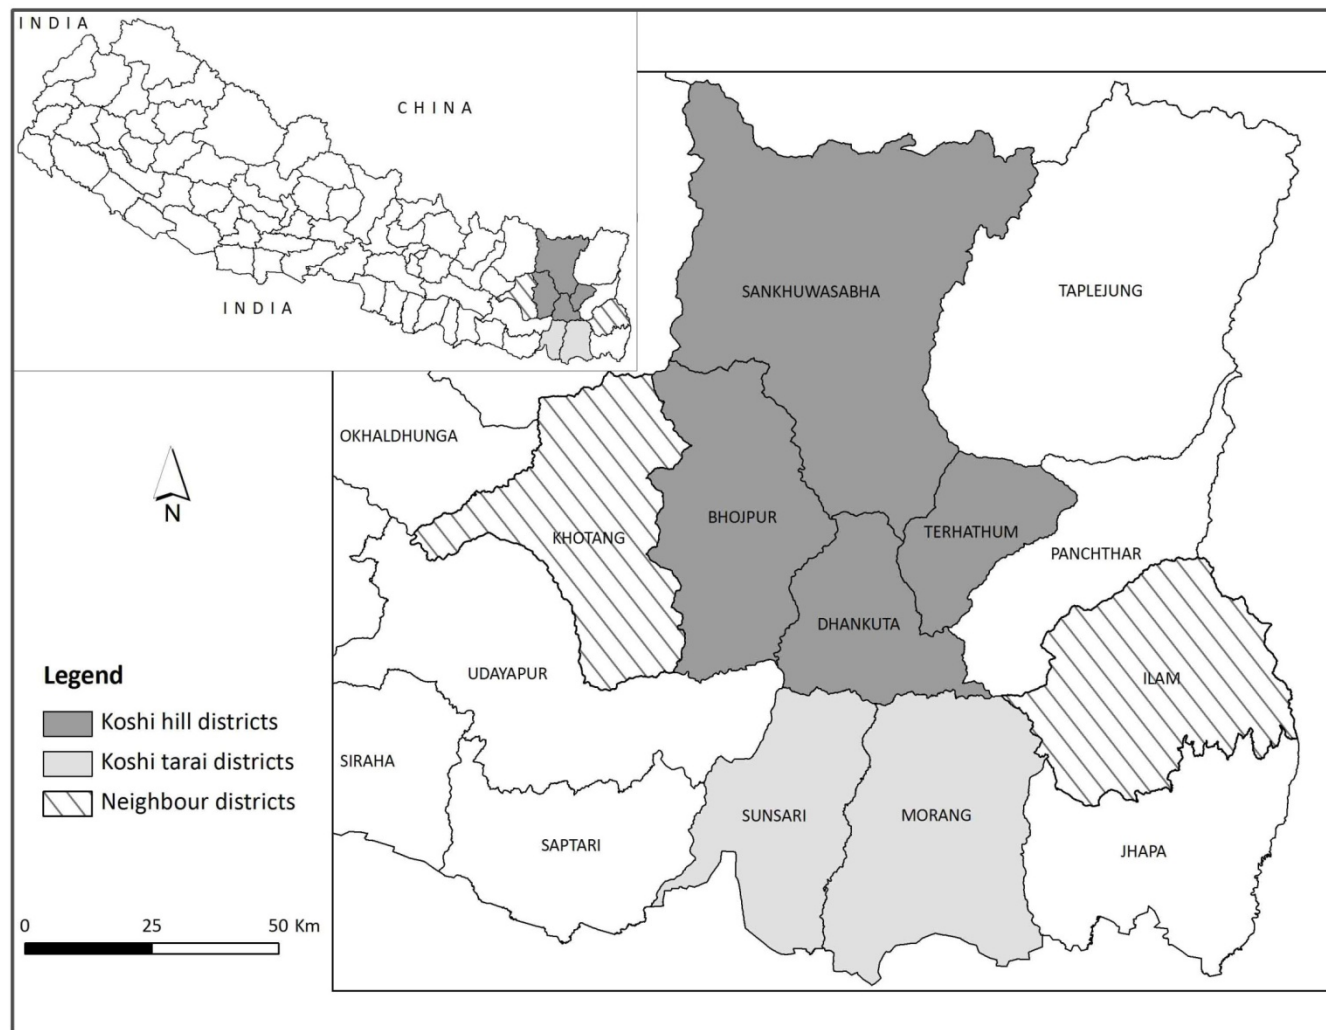 INDIA
CHINA
INDIA
SANKHUWASABHA
TAPLEJUNG
OKHALDHUNGA
BHOJPUR
TERHATHUM
KHOTANG
PANCHTHAR
DHANKUTA
UDAYAPUR
ILAM
SIRAHA
SUNSARI
MORANG
SAPTARI
JHAPA
N
Legend
Koshi hill districts
Koshi tarai districts
Neighbour districts
0 25 50 Km